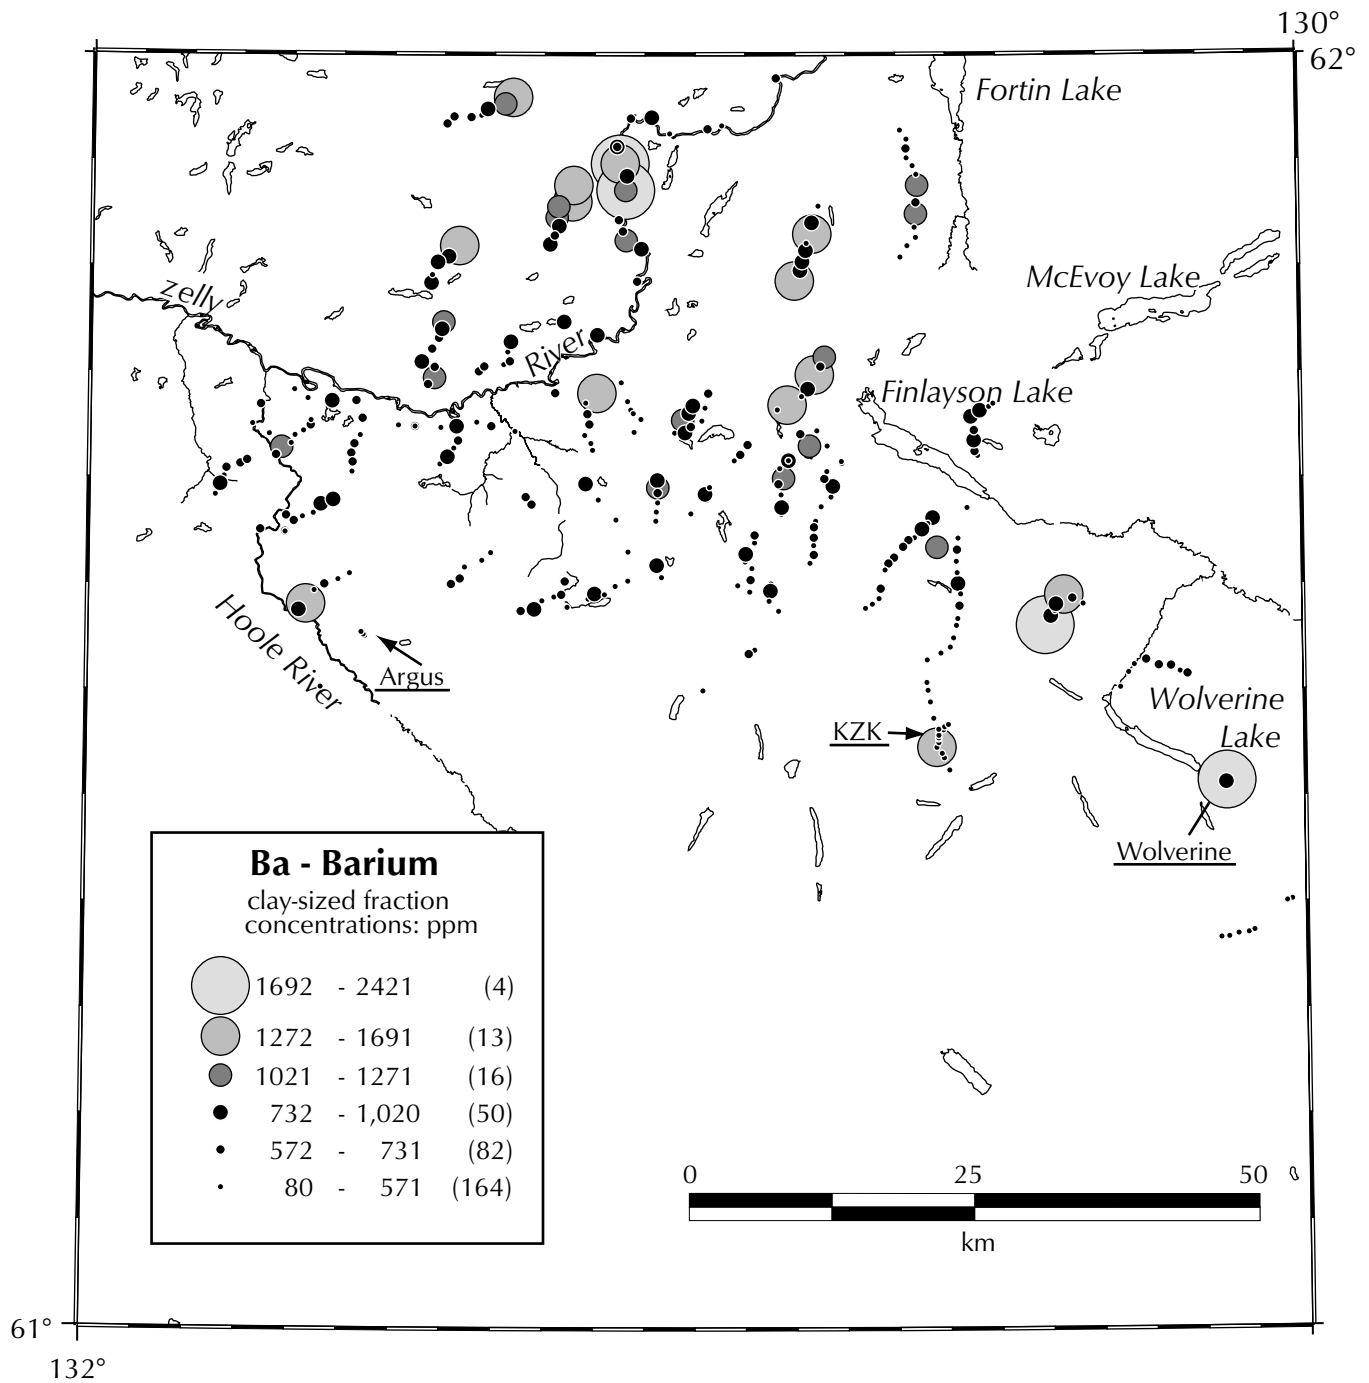 130°
62°
Fortin Lake
McEvoy Lake
zelly
River
Finlayson Lake
Hoole River
Argus
Wolverine
Lake
KZK
Wolverine
Ba - Barium
clay-sized fraction
concentrations: ppm
1692 - 2421 (4)
1272 - 1691 (13)
1021 - 1271 (16)
732 - 1,020 (50)
572 - 731 (82)
80 - 571 (164)
0 25 50
km
61°
132°